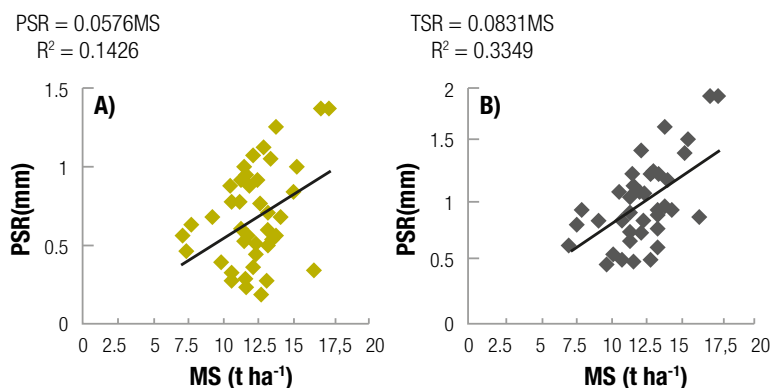 PSR = 0.0576MS
R² = 0.1426
A)
PSR(mm)
1.5
1
0.5
0
0 2.5 5 7.5 10 12.5 15 17,5 20
MS (t ha⁻¹)
TSR = 0.0831MS
R² = 0.3349
B)
PSR(mm)
2
1.5
1
0.5
0
0 2.5 5 7.5 10 12.5 15 17,5 20
MS (t ha⁻¹)